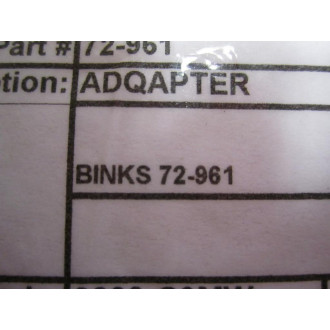 Part # 72-961
tion: ADQAPTER
BINKS 72-961